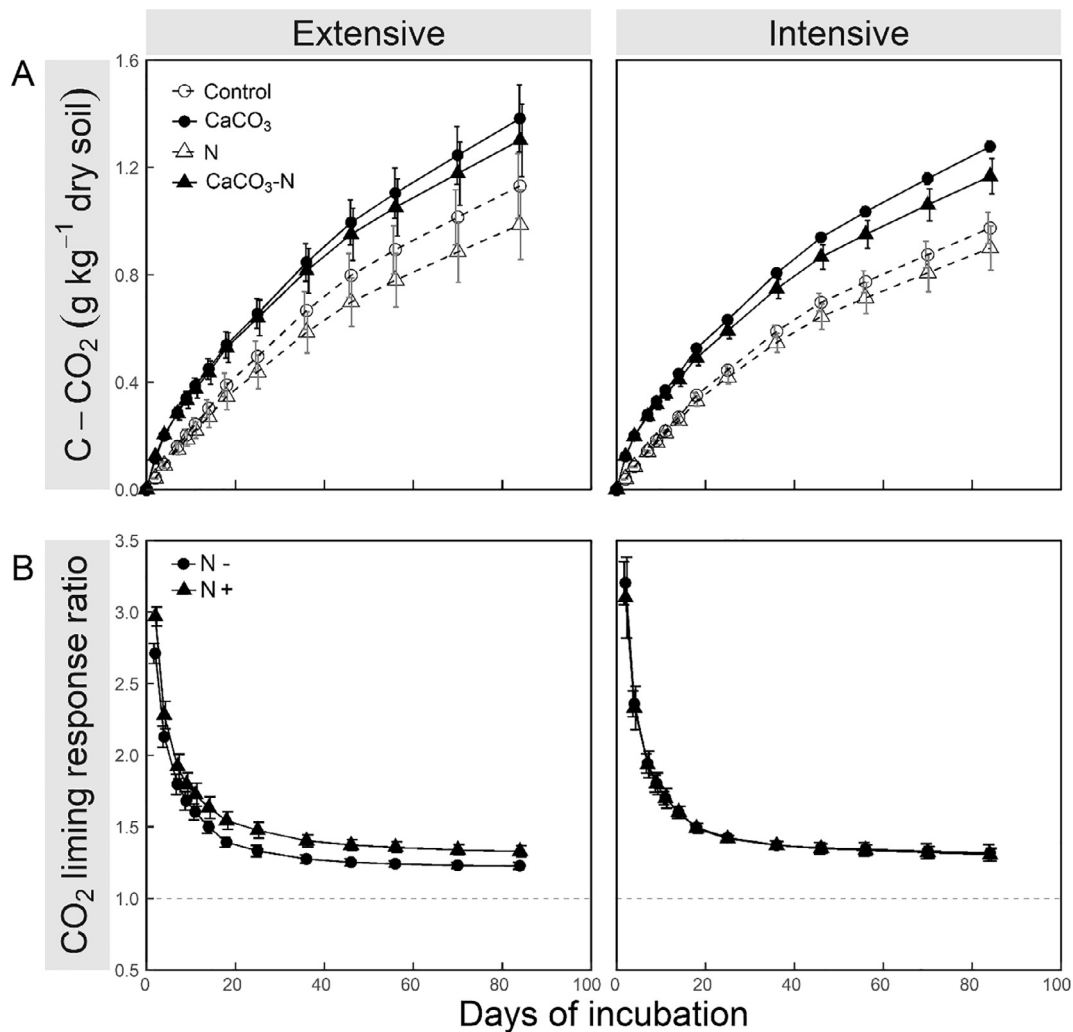 Extensive
Intensive
A
C – CO₂ (g kg⁻¹ dry soil)
1.6
1.2
0.8
0.4
0.0
Control
CaCO₃
N
CaCO₃-N
B
CO₂ liming response ratio
3.5
3.0
2.5
2.0
1.5
1.0
0.5
N -
N +
0 20 40 60 80 100
0 20 40 60 80 100
Days of incubation